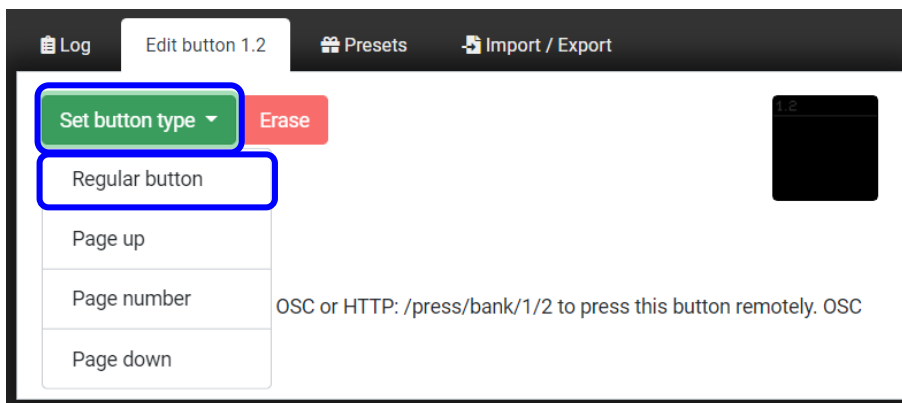 Log
Edit button 1.2
Presets
Import / Export
Set button type
Erase
1.2
Regular button
Page up
Page number
OSC or HTTP: /press/bank/1/2 to press this button remotely. OSC
Page down